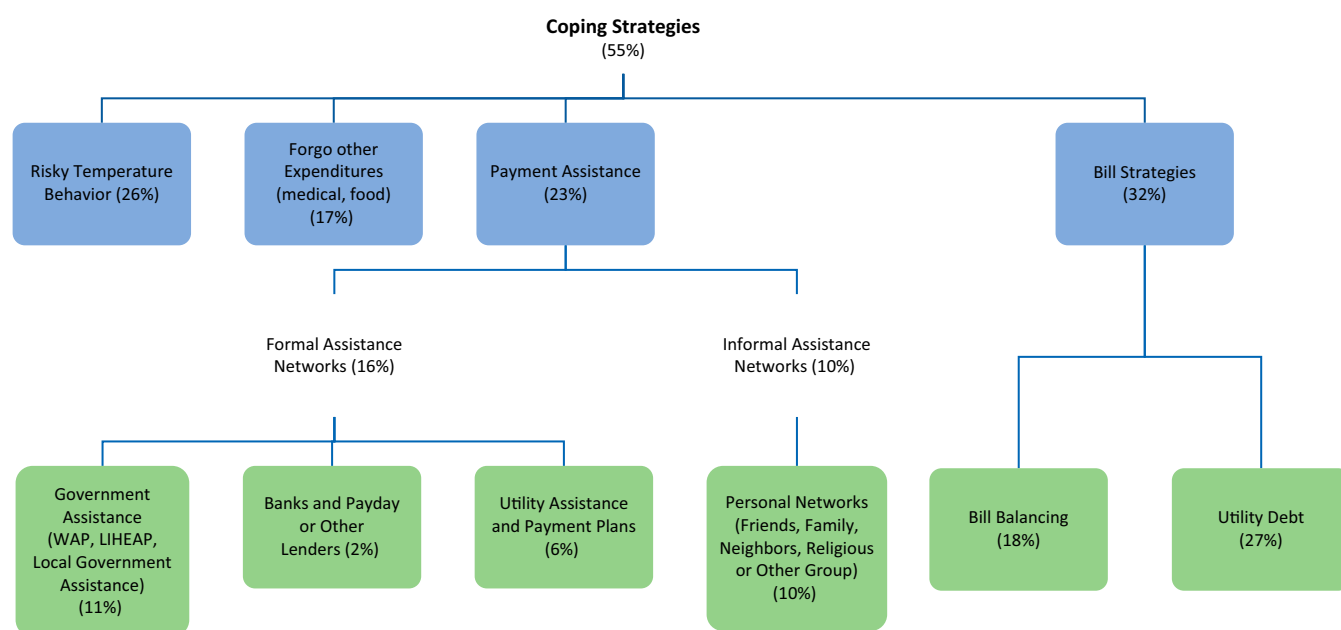 Coping Strategies
(55%)
Risky Temperature
Behavior (26%)
Forgo other
Expenditures
(medical, food)
(17%)
Payment Assistance
(23%)
Bill Strategies
(32%)
Formal Assistance
Networks (16%)
Informal Assistance
Networks (10%)
Government
Assistance
(WAP, LIHEAP,
Local Government
Assistance)
(11%)
Banks and Payday
or Other
Lenders (2%)
Utility Assistance
and Payment Plans
(6%)
Personal Networks
(Friends, Family,
Neighbors, Religious
or Other Group)
(10%)
Bill Balancing
(18%)
Utility Debt
(27%)